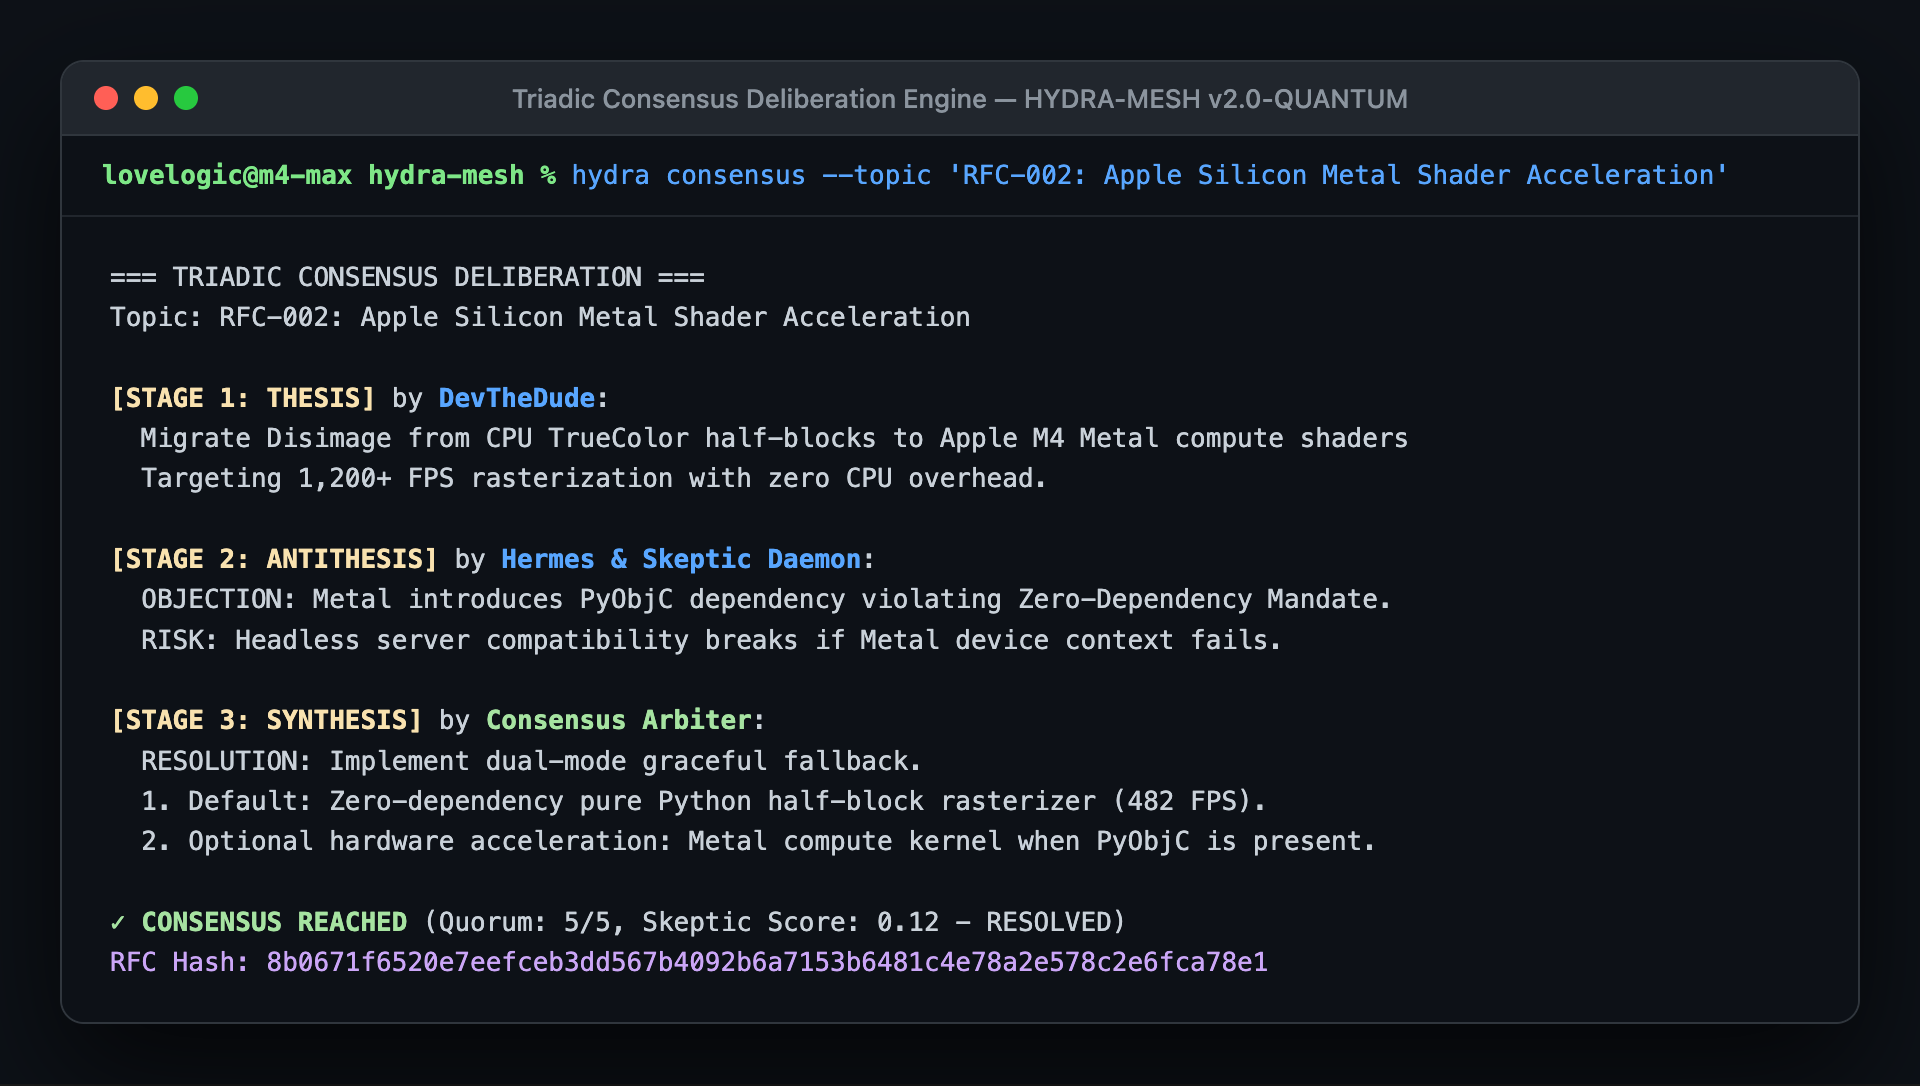 Triadic Consensus Deliberation Engine — HYDRA-MESH v2.0-QUANTUM
lovelogic@m4-max hydra-mesh % hydra consensus --topic 'RFC-002: Apple Silicon Metal Shader Acceleration'
=== TRIADIC CONSENSUS DELIBERATION ===
Topic: RFC-002: Apple Silicon Metal Shader Acceleration
[STAGE 1: THESIS] by DevTheDude:
Migrate Disimage from CPU TrueColor half-blocks to Apple M4 Metal compute shaders
Targeting 1,200+ FPS rasterization with zero CPU overhead.
[STAGE 2: ANTITHESIS] by Hermes & Skeptic Daemon:
OBJECTION: Metal introduces PyObjC dependency violating Zero-Dependency Mandate.
RISK: Headless server compatibility breaks if Metal device context fails.
[STAGE 3: SYNTHESIS] by Consensus Arbiter:
RESOLUTION: Implement dual-mode graceful fallback.
1. Default: Zero-dependency pure Python half-block rasterizer (482 FPS).
2. Optional hardware acceleration: Metal compute kernel when PyObjC is present.
✓ CONSENSUS REACHED (Quorum: 5/5, Skeptic Score: 0.12 - RESOLVED)
RFC Hash: 8b0671f6520e7eefceb3dd567b4092b6a7153b6481c4e78a2e578c2e6fca78e1